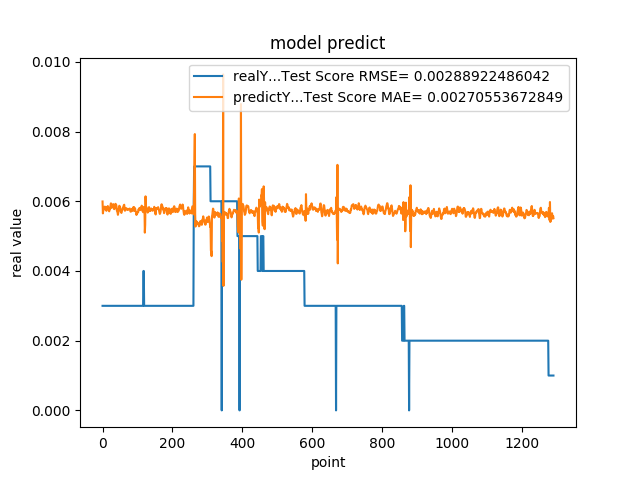 model predict
realY...Test Score RMSE= 0.00288922486042
predictY...Test Score MAE= 0.00270553672849
0.010
0.008
0.006
0.004
0.002
0.000
real value
0 200 400 600 800 1000 1200
point